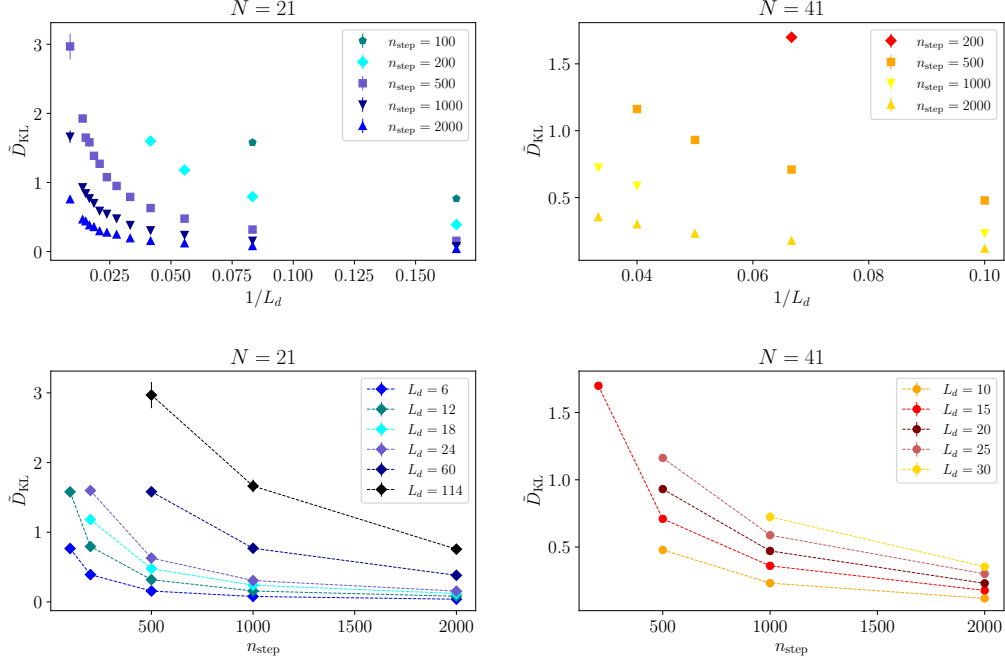 N = 21
D̃_KL
3
2
1
0
n_step = 100
n_step = 200
n_step = 500
n_step = 1000
n_step = 2000
0.025 0.050 0.075 0.100 0.125 0.150
1/L_d
N = 41
D̃_KL
1.5
1.0
0.5
n_step = 200
n_step = 500
n_step = 1000
n_step = 2000
0.04 0.06 0.08 0.10
1/L_d
N = 21
D̃_KL
3
2
1
0
L_d = 6
L_d = 12
L_d = 18
L_d = 24
L_d = 60
L_d = 114
500 1000 1500 2000
n_step
N = 41
D̃_KL
1.5
1.0
0.5
L_d = 10
L_d = 15
L_d = 20
L_d = 25
L_d = 30
500 1000 1500 2000
n_step